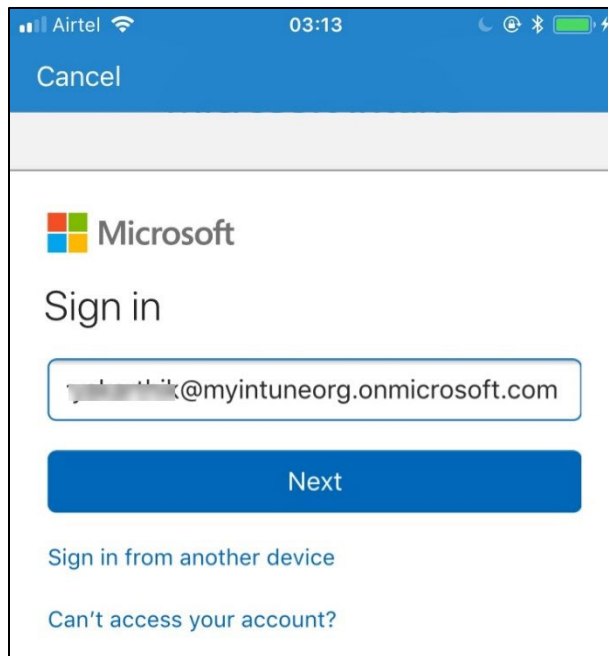 Airtel 03:13
Cancel
Microsoft
Sign in
k@myintuneorg.onmicrosoft.com
Next
Sign in from another device
Can't access your account?